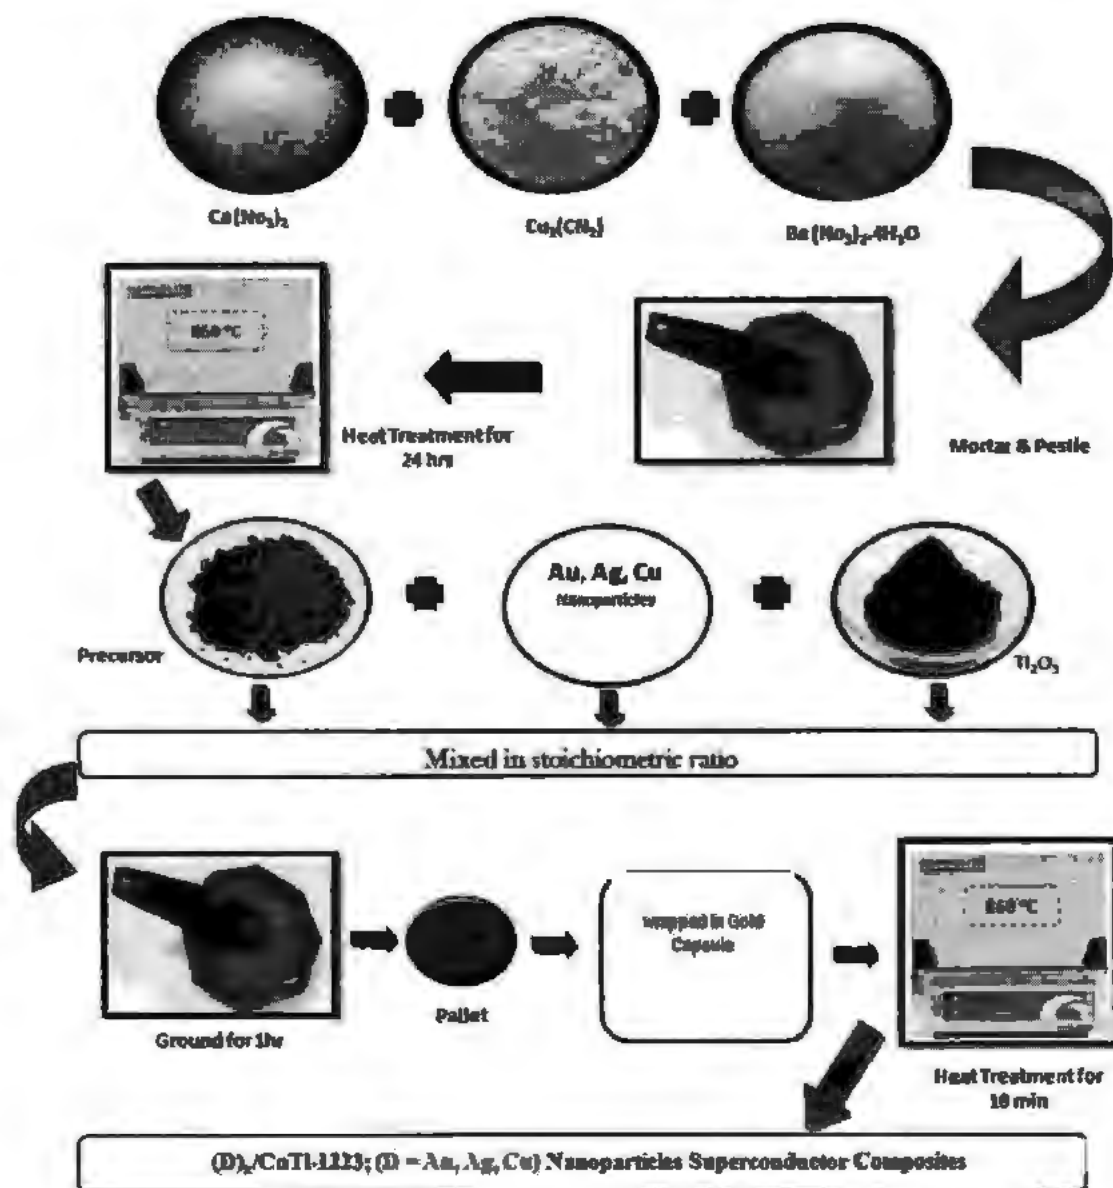 Ca(No₃)₂
Cu₂(CN₂)
Ba(No₃)₂.4H₂O
860 °C
Heat Treatment for
24 hrs
Mortar & Pestle
Au, Ag, Cu
Nanoparticles
Precursor
Tl₂O₃
Mixed in stoichiometric ratio
wrapped in Gold
Capsule
860 °C
Pallet
Ground for 1hr
Heat Treatment for
10 min
(D)ₓ/CuTl-1223; (D = Au, Ag, Cu) Nanoparticles Superconductor Composites